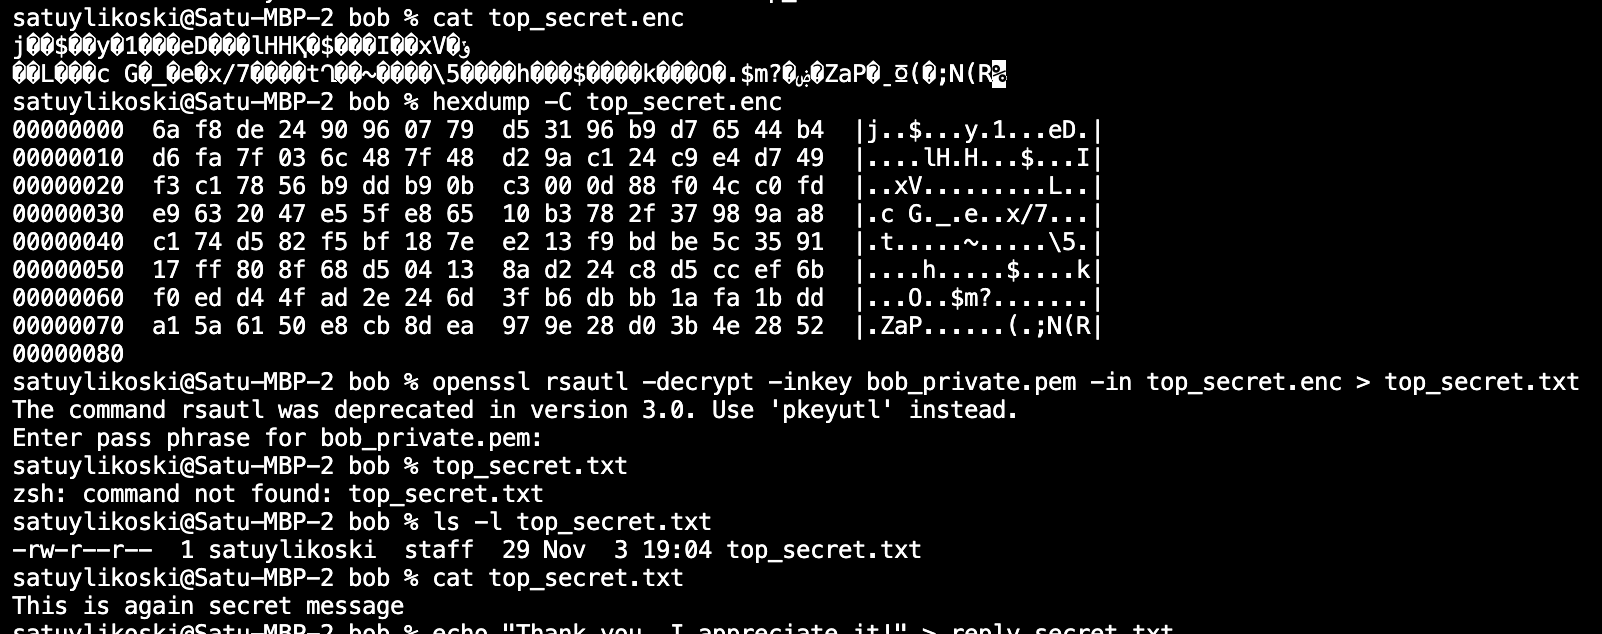 satuylikoski@Satu-MBP-2 bob % cat top_secret.enc
satuylikoski@Satu-MBP-2 bob % hexdump -C top_secret.enc
00000000  6a f8 de 24 90 96 07 79  d5 31 96 b9 d7 65 44 b4  |j..$...y.1...eD.|
00000010  d6 fa 7f 03 6c 48 7f 48  d2 9a c1 24 c9 e4 d7 49  |....lH.H...$...I|
00000020  f3 c1 78 56 b9 dd b9 0b  c3 00 0d 88 f0 4c c0 fd  |..xV.........L..|
00000030  e9 63 20 47 e5 5f e8 65  10 b3 78 2f 37 98 9a a8  |.c G._.e..x/7...|
00000040  c1 74 d5 82 f5 bf 18 7e  e2 13 f9 bd be 5c 35 91  |.t.....~.....\5.|
00000050  17 ff 80 8f 68 d5 04 13  8a d2 24 c8 d5 cc ef 6b  |....h.....$....k|
00000060  f0 ed d4 4f ad 2e 24 6d  3f b6 db bb 1a fa 1b dd  |...O..$m?.......|
00000070  a1 5a 61 50 e8 cb 8d ea  97 9e 28 d0 3b 4e 28 52  |.ZaP......(.;N(R|
00000080
satuylikoski@Satu-MBP-2 bob % openssl rsautl -decrypt -inkey bob_private.pem -in top_secret.enc > top_secret.txt
The command rsautl was deprecated in version 3.0. Use 'pkeyutl' instead.
Enter pass phrase for bob_private.pem:
satuylikoski@Satu-MBP-2 bob % top_secret.txt
zsh: command not found: top_secret.txt
satuylikoski@Satu-MBP-2 bob % ls -l top_secret.txt
-rw-r--r--  1 satuylikoski  staff  29 Nov  3 19:04 top_secret.txt
satuylikoski@Satu-MBP-2 bob % cat top_secret.txt
This is again secret message
satuylikoski@Satu-MBP-2 bob % echo "Thank you, I appreciate it!" > reply_secret.txt